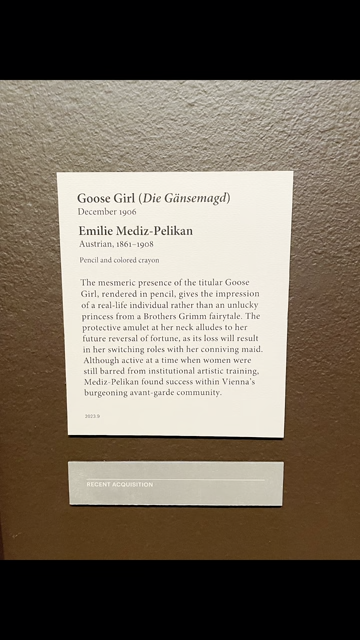 Goose Girl (Die Gänsemagd)
December 1906
Emilie Mediz-Pelikan
Austrian, 1861–1908
Pencil and colored crayon
The mesmeric presence of the titular Goose
Girl, rendered in pencil, gives the impression
of a real-life individual rather than an unlucky
princess from a Brothers Grimm fairytale. The
protective amulet at her neck alludes to her
future reversal of fortune, as its loss will result
in her switching roles with her conniving maid.
Although active at a time when women were
still barred from institutional artistic training,
Mediz-Pelikan found success within Vienna's
burgeoning avant-garde community.
2023.9
RECENT ACQUISITION